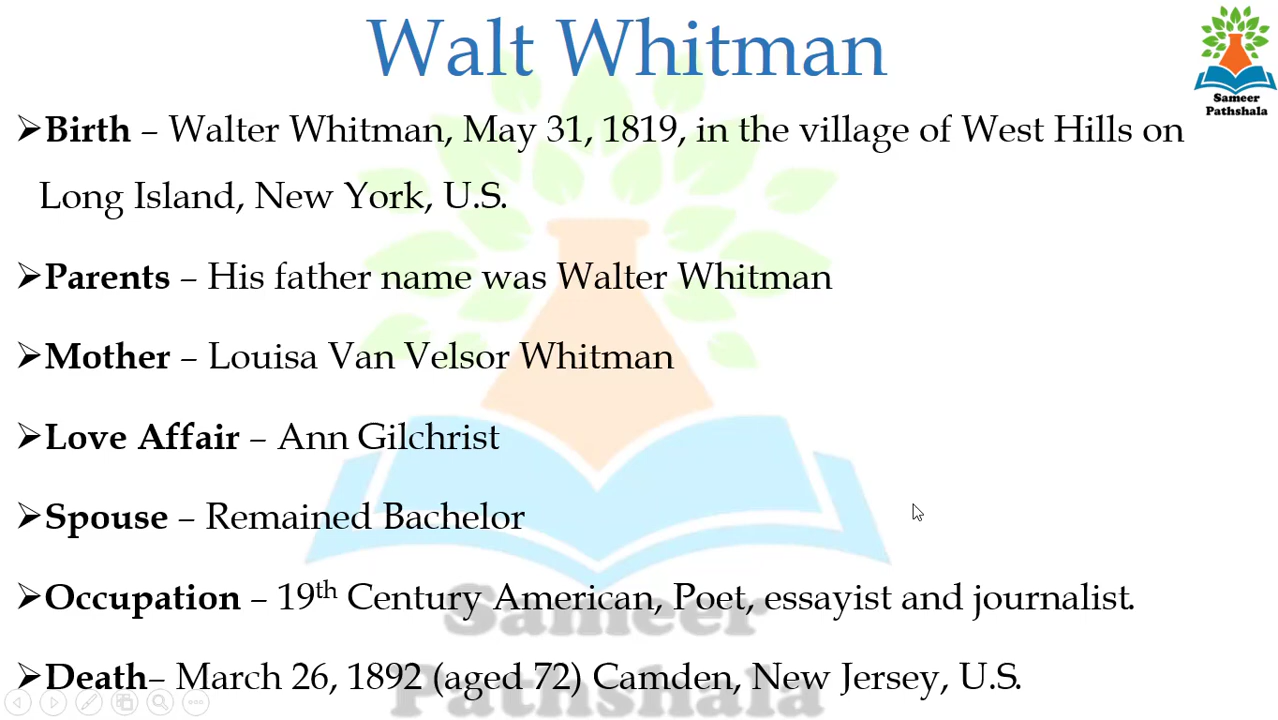 Walt Whitman
Sameer
Pathshala
➢Birth – Walter Whitman, May 31, 1819, in the village of West Hills on
Long Island, New York, U.S.
➢Parents – His father name was Walter Whitman
➢Mother – Louisa Van Velsor Whitman
➢Love Affair – Ann Gilchrist
➢Spouse – Remained Bachelor
➢Occupation – 19th Century American, Poet, essayist and journalist.
➢Death– March 26, 1892 (aged 72) Camden, New Jersey, U.S.
Sameer
Pathshala